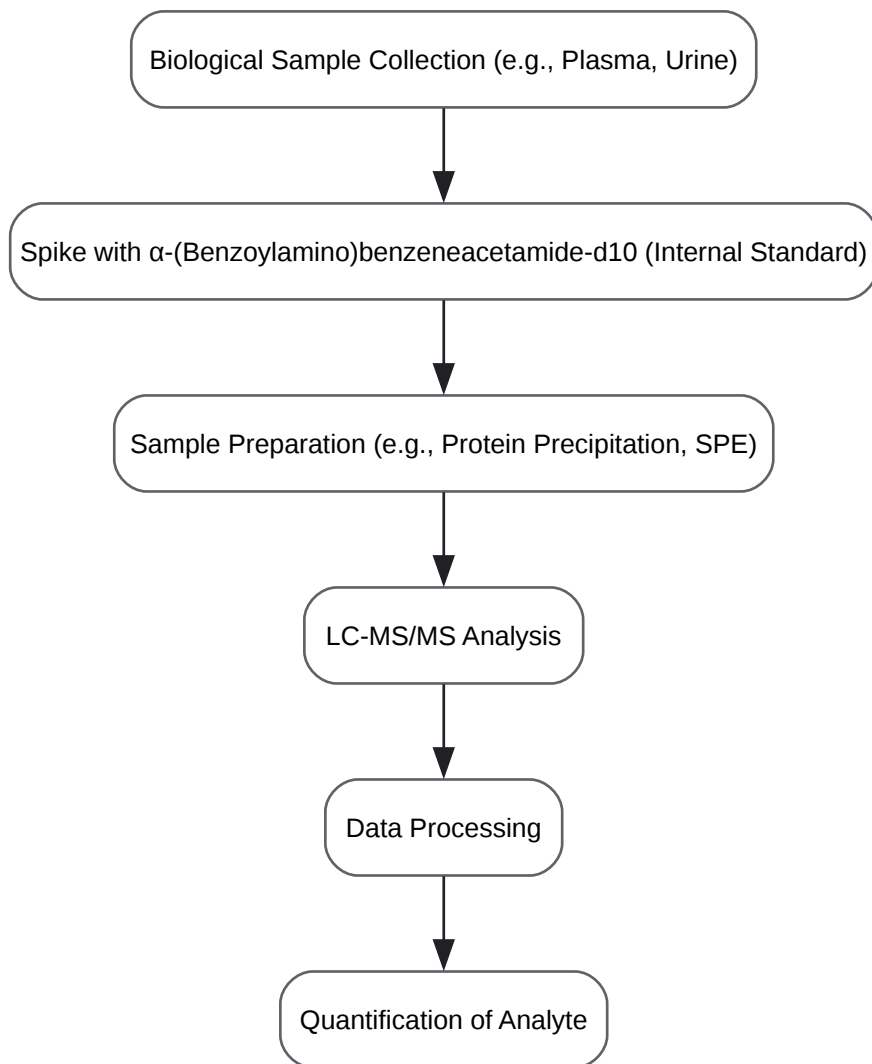 Biological Sample Collection (e.g., Plasma, Urine)
Spike with α-(Benzoylamino)benzeneacetamide-d10 (Internal Standard)
Sample Preparation (e.g., Protein Precipitation, SPE)
LC-MS/MS Analysis
Data Processing
Quantification of Analyte